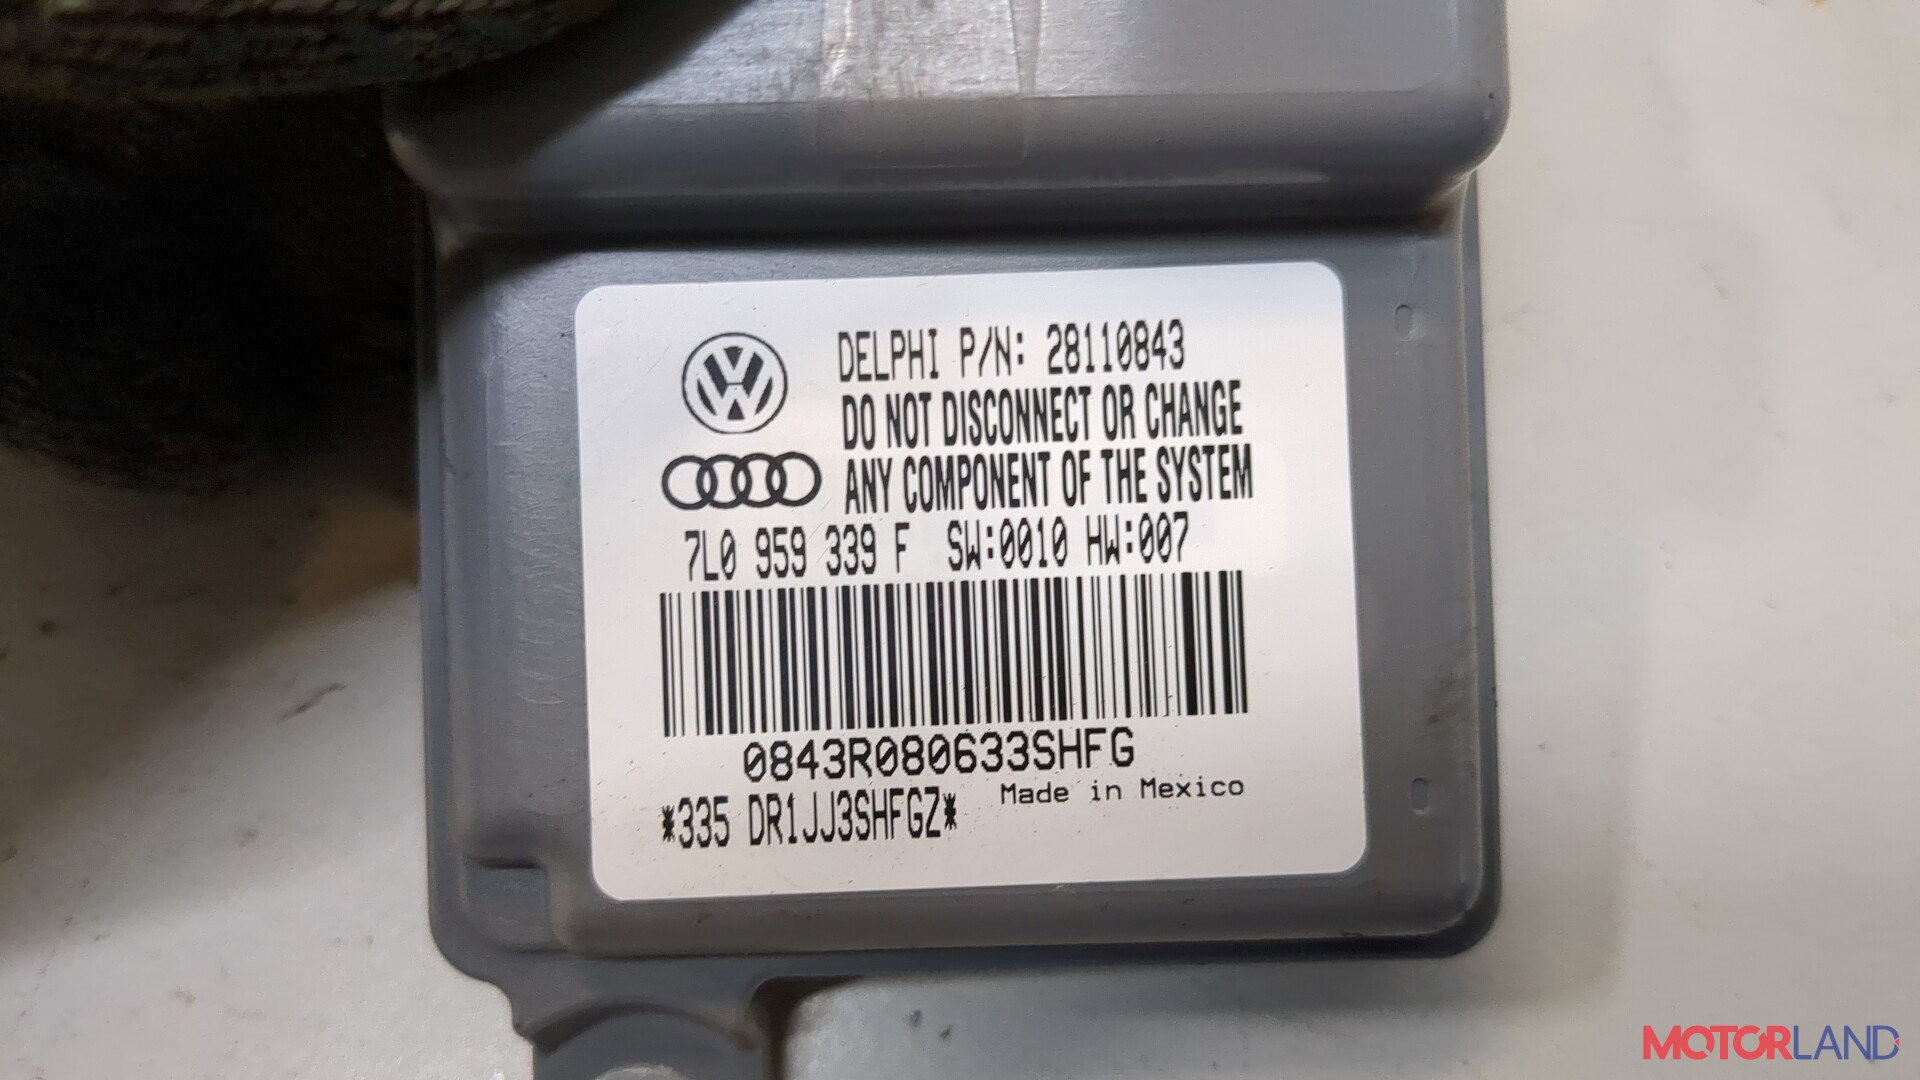 DELPHI P/N: 28110843
DO NOT DISCONNECT OR CHANGE
ANY COMPONENT OF THE SYSTEM
7L0 959 339 F SW:0010 HW:007
0843R080633SHFG
Made in Mexico
*335 DR1JJ3SHFGZ*
MOTORLAND